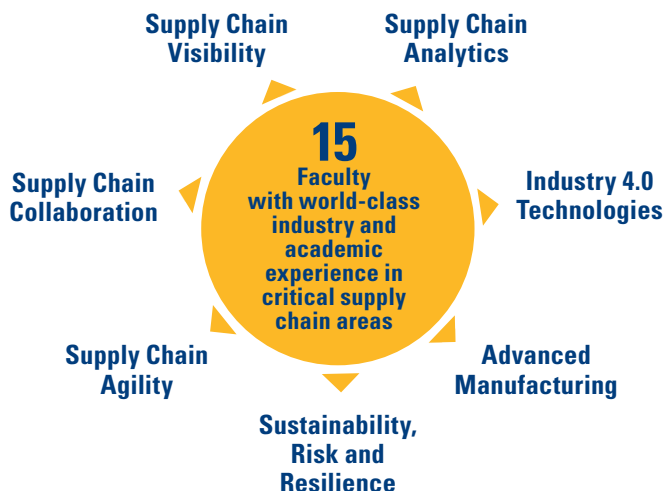 Supply Chain
Visibility
Supply Chain
Analytics
15
Faculty
with world-class
industry and
academic
experience in
critical supply
chain areas
Supply Chain
Collaboration
Industry 4.0
Technologies
Supply Chain
Agility
Advanced
Manufacturing
Sustainability,
Risk and
Resilience